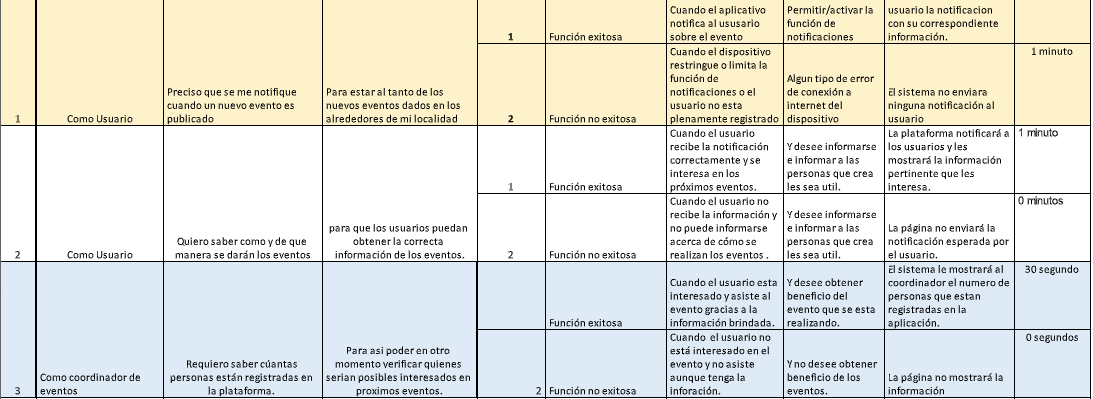 Cuando el aplicativo
notifica al ususario
sobre el evento
Permitir/activar la
función de
notificaciones
usuario la notificacion
con su correspondiente
información.
1
Función exitosa
1
Como Usuario
Preciso que se me notifique
cuando un nuevo evento es
publicado
Para estar al tanto de los
nuevos eventos dados en los
alrededores de mi localidad
2
Función no exitosa
Cuando el dispositivo
restringue o limita la
función de
notificaciones o el
usuario no esta
plenamente registrado
Algun tipo de error
de conexión a
internet del
dispositivo
El sistema no enviara
ninguna notificación al
usuario
1 minuto
1
Función exitosa
Cuando el usuario
recibe la notificación
correctamente y se
interesa en los
próximos eventos.
Y desee informarse
e informar a las
personas que crea
les sea util.
La plataforma notificará a
los usuarios y les
mostrará la información
pertinente que les
interesa.
1 minuto
2
Como Usuario
Quiero saber como y de que
manera se darán los eventos
para que los usuarios puedan
obtener la correcta
información de los eventos.
2
Función no exitosa
Cuando el usuario no
recibe la información y
no puede informarse
acerca de cómo se
realizan los eventos .
Y desee informarse
e informar a las
personas que crea
les sea util.
La página no enviará la
notificación esperada por
el usuario.
0 minutos
Función exitosa
Cuando el usuario esta
interesado y asiste al
evento gracias a la
información brindada.
Y desee obtener
beneficio del
evento que se esta
realizando.
El sistema le mostrará al
coordinador el numero de
personas que estan
registradas en la
aplicación.
30 segundo
3
Como coordinador de
eventos
Requiero saber cúantas
personas están registradas en
la plataforma.
Para asi poder en otro
momento verificar quienes
serian posibles interesados en
proximos eventos.
2
Función no exitosa
Cuando el usuario no
está interesado en el
evento y no asiste
aunque tenga la
inforación.
Y no desee obtener
beneficio de los
eventos.
La página no mostrará la
información
0 segundos